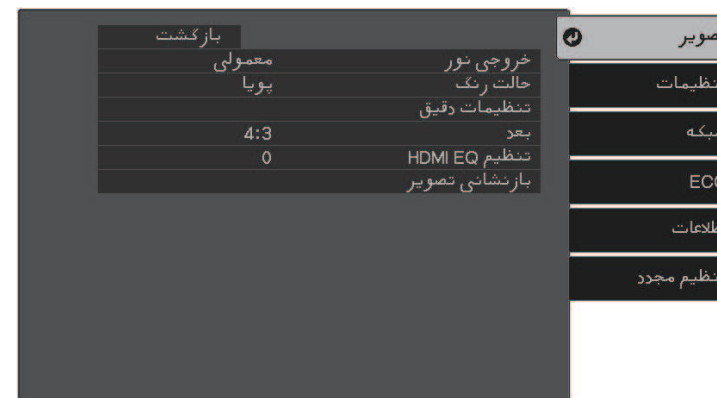 صویر
نظیمات
بکه
ECO
طلاعات
نظیم مجدد
بازگشت
خروجی نور معمولی
حالت رنگ پویا
تنظیمات دقیق
بعد 4:3
تنظیم HDMI EQ 0
بازنشانی تصویر